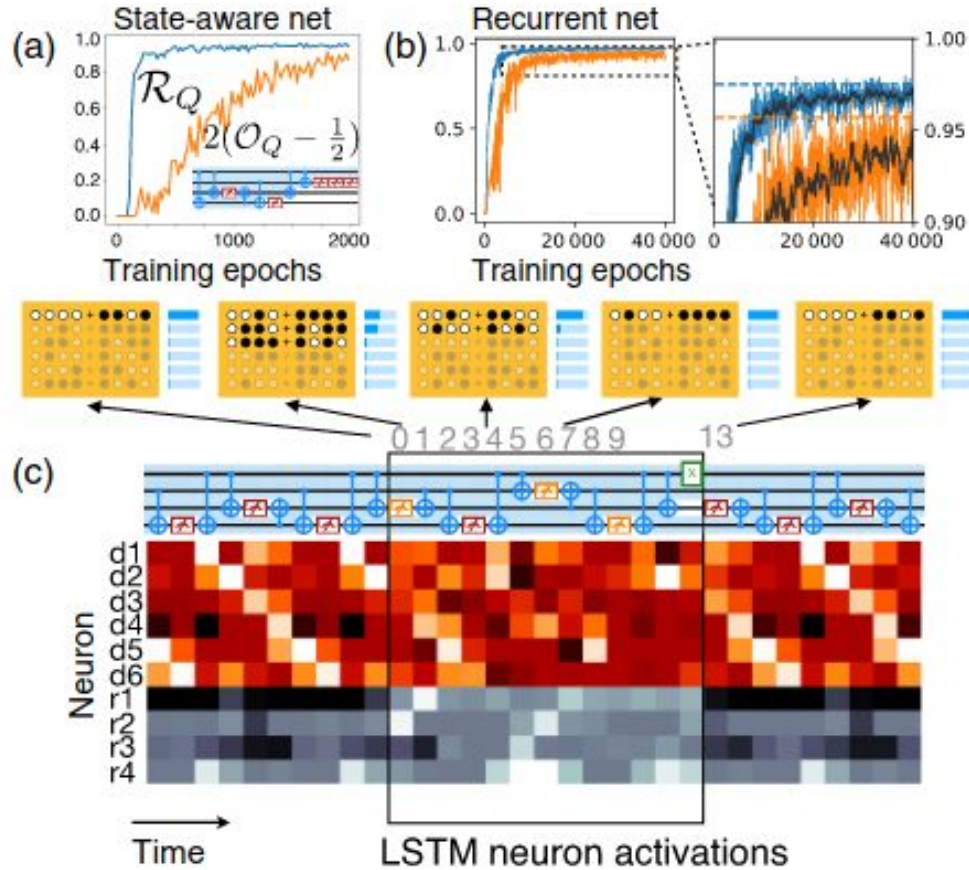 (a)
State-aware net
1.0
0.8
0.6
0.4
0.2
0.0
R_Q
2(O_Q − 1/2)
0
1000
2000
Training epochs
(b)
Recurrent net
1.0
0.5
0.0
0
20 000
40 000
Training epochs
1.00
0.95
0.90
20 000
40 000
0 1 2 3 4 5 6 7 8 9 13
(c)
X
Neuron
d1
d2
d3
d4
d5
d6
r1
r2
r3
r4
Time
LSTM neuron activations